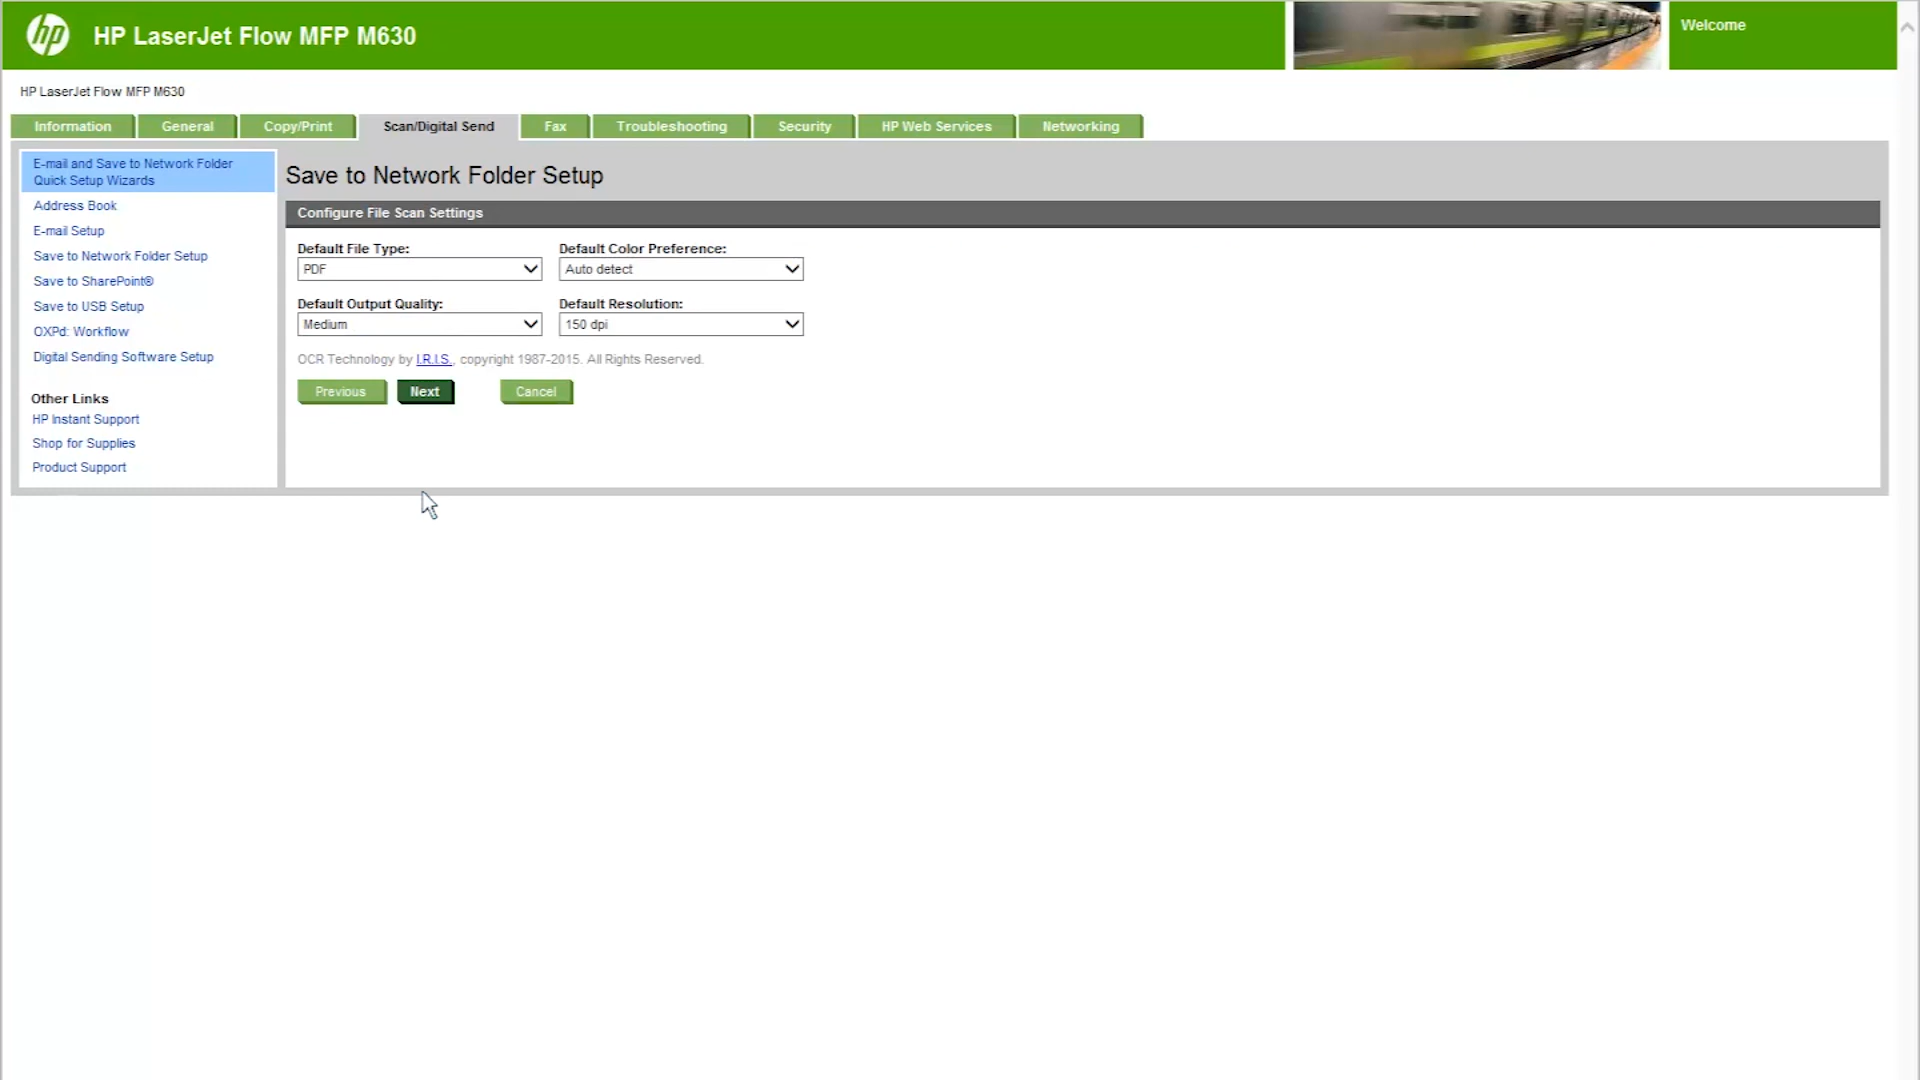 hp
HP LaserJet Flow MFP M630
Welcome
HP LaserJet Flow MFP M630
Information
General
Copy/Print
Scan/Digital Send
Fax
Troubleshooting
Security
HP Web Services
Networking
E-mail and Save to Network Folder
Quick Setup Wizards
Address Book
E-mail Setup
Save to Network Folder Setup
Save to SharePoint®
Save to USB Setup
OXPd: Workflow
Digital Sending Software Setup
Other Links
HP Instant Support
Shop for Supplies
Product Support
Save to Network Folder Setup
Configure File Scan Settings
Default File Type:
PDF
Default Color Preference:
Auto detect
Default Output Quality:
Medium
Default Resolution:
150 dpi
OCR Technology by I.R.I.S., copyright 1987-2015. All Rights Reserved.
Previous
Next
Cancel